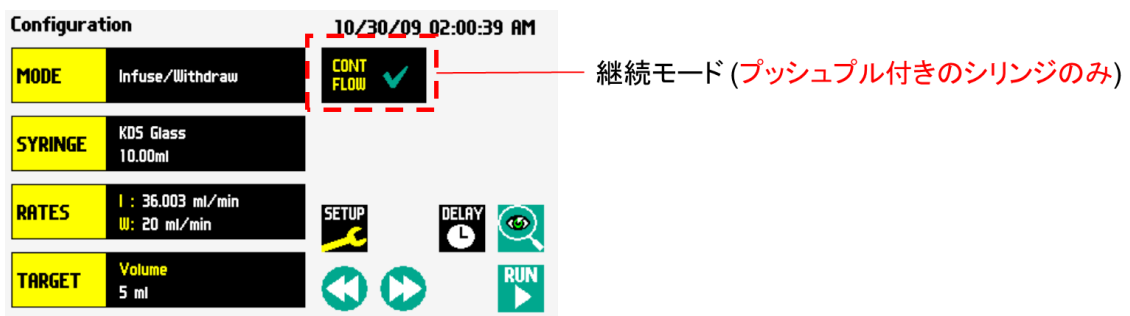 Configuration 10/30/09 02:00:39 AM
MODE
Infuse/Withdraw
CONT
FLOW
継続モード (プッシュプル付きのシリンジのみ)
SYRINGE
KDS Glass
10.00ml
RATES
I : 36.003 ml/min
W: 20 ml/min
SETUP
DELAY
TARGET
Volume
5 ml
RUN